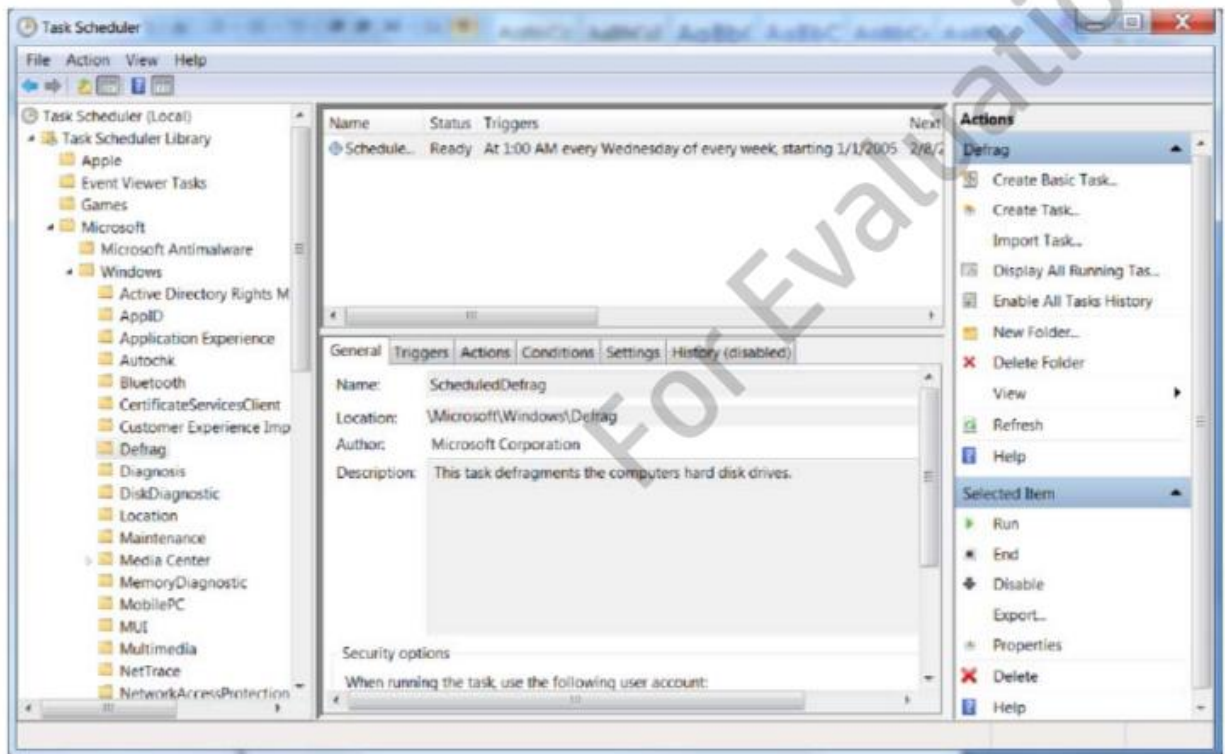 Task Scheduler
File Action View Help
Task Scheduler (Local)
Task Scheduler Library
Apple
Event Viewer Tasks
Games
Microsoft
Microsoft Antimalware
Windows
Active Directory Rights M
AppID
Application Experience
Autochk
Bluetooth
CertificateServicesClient
Customer Experience Imp
Defrag
Diagnosis
DiskDiagnostic
Location
Maintenance
Media Center
MemoryDiagnostic
MobilePC
MUI
Multimedia
NetTrace
NetworkAccessProtection
Name Status Triggers Next
Schedule... Ready At 1:00 AM every Wednesday of every week, starting 1/1/2005 2/8/2
General Triggers Actions Conditions Settings History (disabled)
Name: ScheduledDefrag
Location: \Microsoft\Windows\Defrag
Author: Microsoft Corporation
Description: This task defragments the computers hard disk drives.
Security options
When running the task, use the following user account:
Actions
Defrag
Create Basic Task...
Create Task...
Import Task...
Display All Running Tas...
Enable All Tasks History
New Folder...
Delete Folder
View
Refresh
Help
Selected Item
Run
End
Disable
Export...
Properties
Delete
Help
For Evaluatio